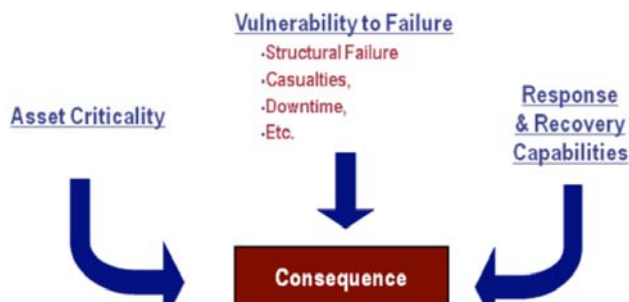 Vulnerability to Failure
·Structural Failure
·Casualties,
·Downtime,
·Etc.
Asset Criticality
Response
& Recovery
Capabilities
Consequence